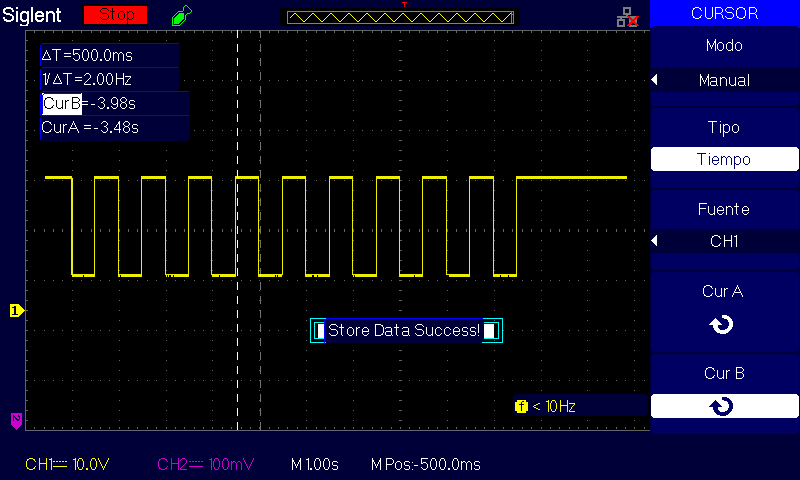 Siglent Stop T CURSOR
Modo
ΔT=500.0ms
1/ΔT=2.00Hz
Manual
CurB=-3.98s
CurA=-3.48s
Tipo
Tiempo
Fuente
CH1
Cur A
1
Store Data Success!
Cur B
f < 10Hz
2
CH1 10.0V CH2 100mV M 1.00s M Pos:-500.0ms